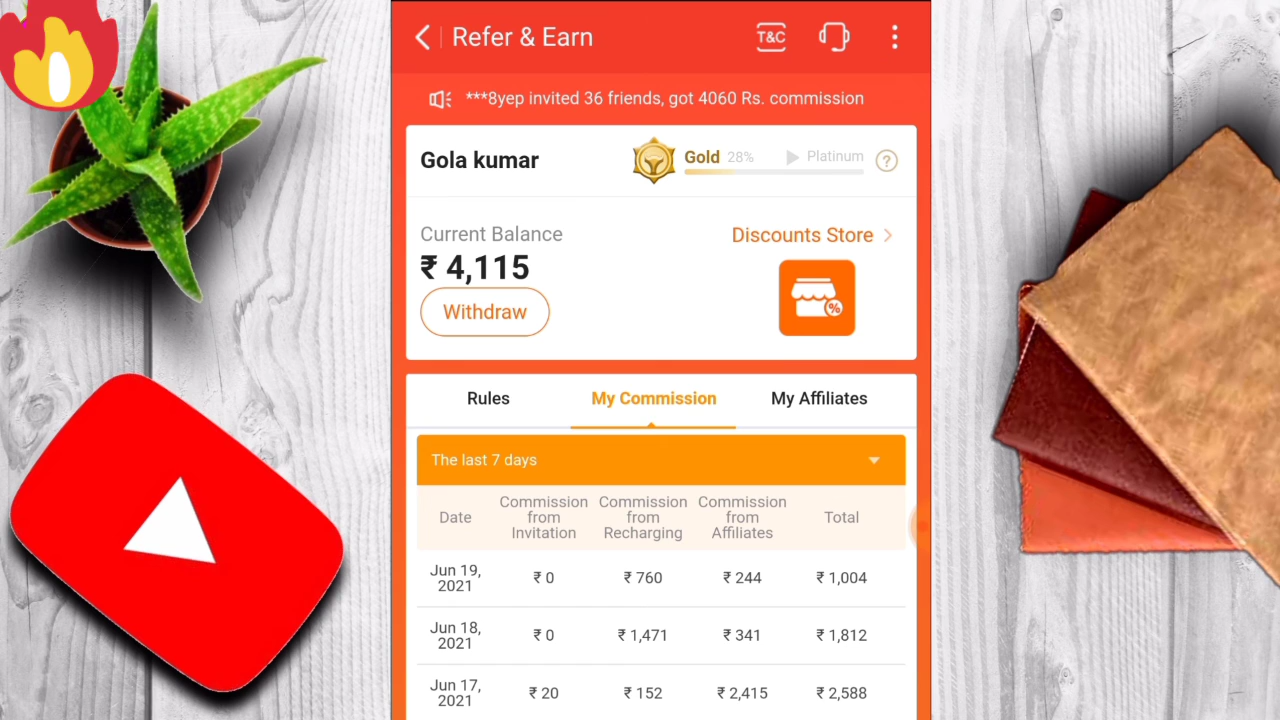 Refer & Earn
T&C
***8yep invited 36 friends, got 4060 Rs. commission
Gola kumar
Gold 28% Platinum ?
Current Balance
Discounts Store
₹ 4,115
Withdraw
%
Rules My Commission My Affiliates
The last 7 days
Date Commission from Invitation Commission from Recharging Commission from Affiliates Total
Jun 19, 2021 ₹ 0 ₹ 760 ₹ 244 ₹ 1,004
Jun 18, 2021 ₹ 0 ₹ 1,471 ₹ 341 ₹ 1,812
Jun 17, 2021 ₹ 20 ₹ 152 ₹ 2,415 ₹ 2,588